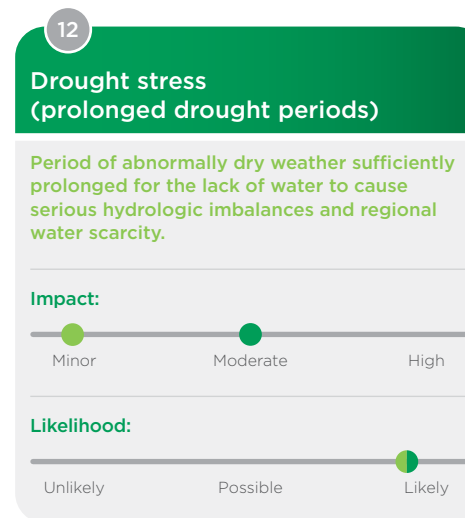 12
Drought stress
(prolonged drought periods)
Period of abnormally dry weather sufficiently
prolonged for the lack of water to cause
serious hydrologic imbalances and regional
water scarcity.
Impact:
Minor Moderate High
Likelihood:
Unlikely Possible Likely